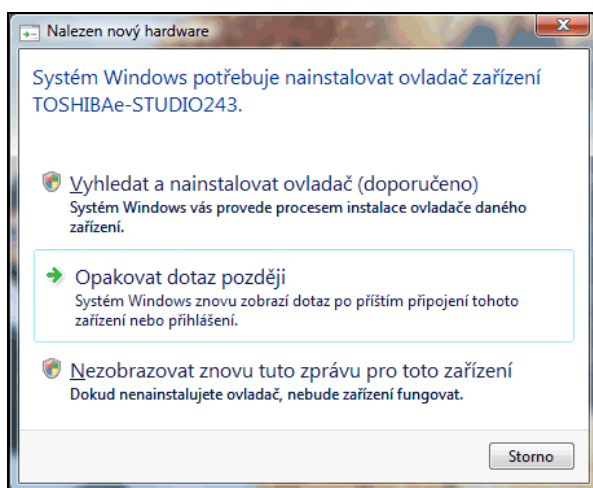 Nalezen nový hardware
Systém Windows potřebuje nainstalovat ovladač zařízení
TOSHIBAe-STUDIO243.
Vyhledat a nainstalovat ovladač (doporučeno)
Systém Windows vás provede procesem instalace ovladače daného
zařízení.
Opakovat dotaz později
Systém Windows znovu zobrazí dotaz po příštím připojení tohoto
zařízení nebo přihlášení.
Nezobrazovat znovu tuto zprávu pro toto zařízení
Dokud nenainstalujete ovladač, nebude zařízení fungovat.
Storno